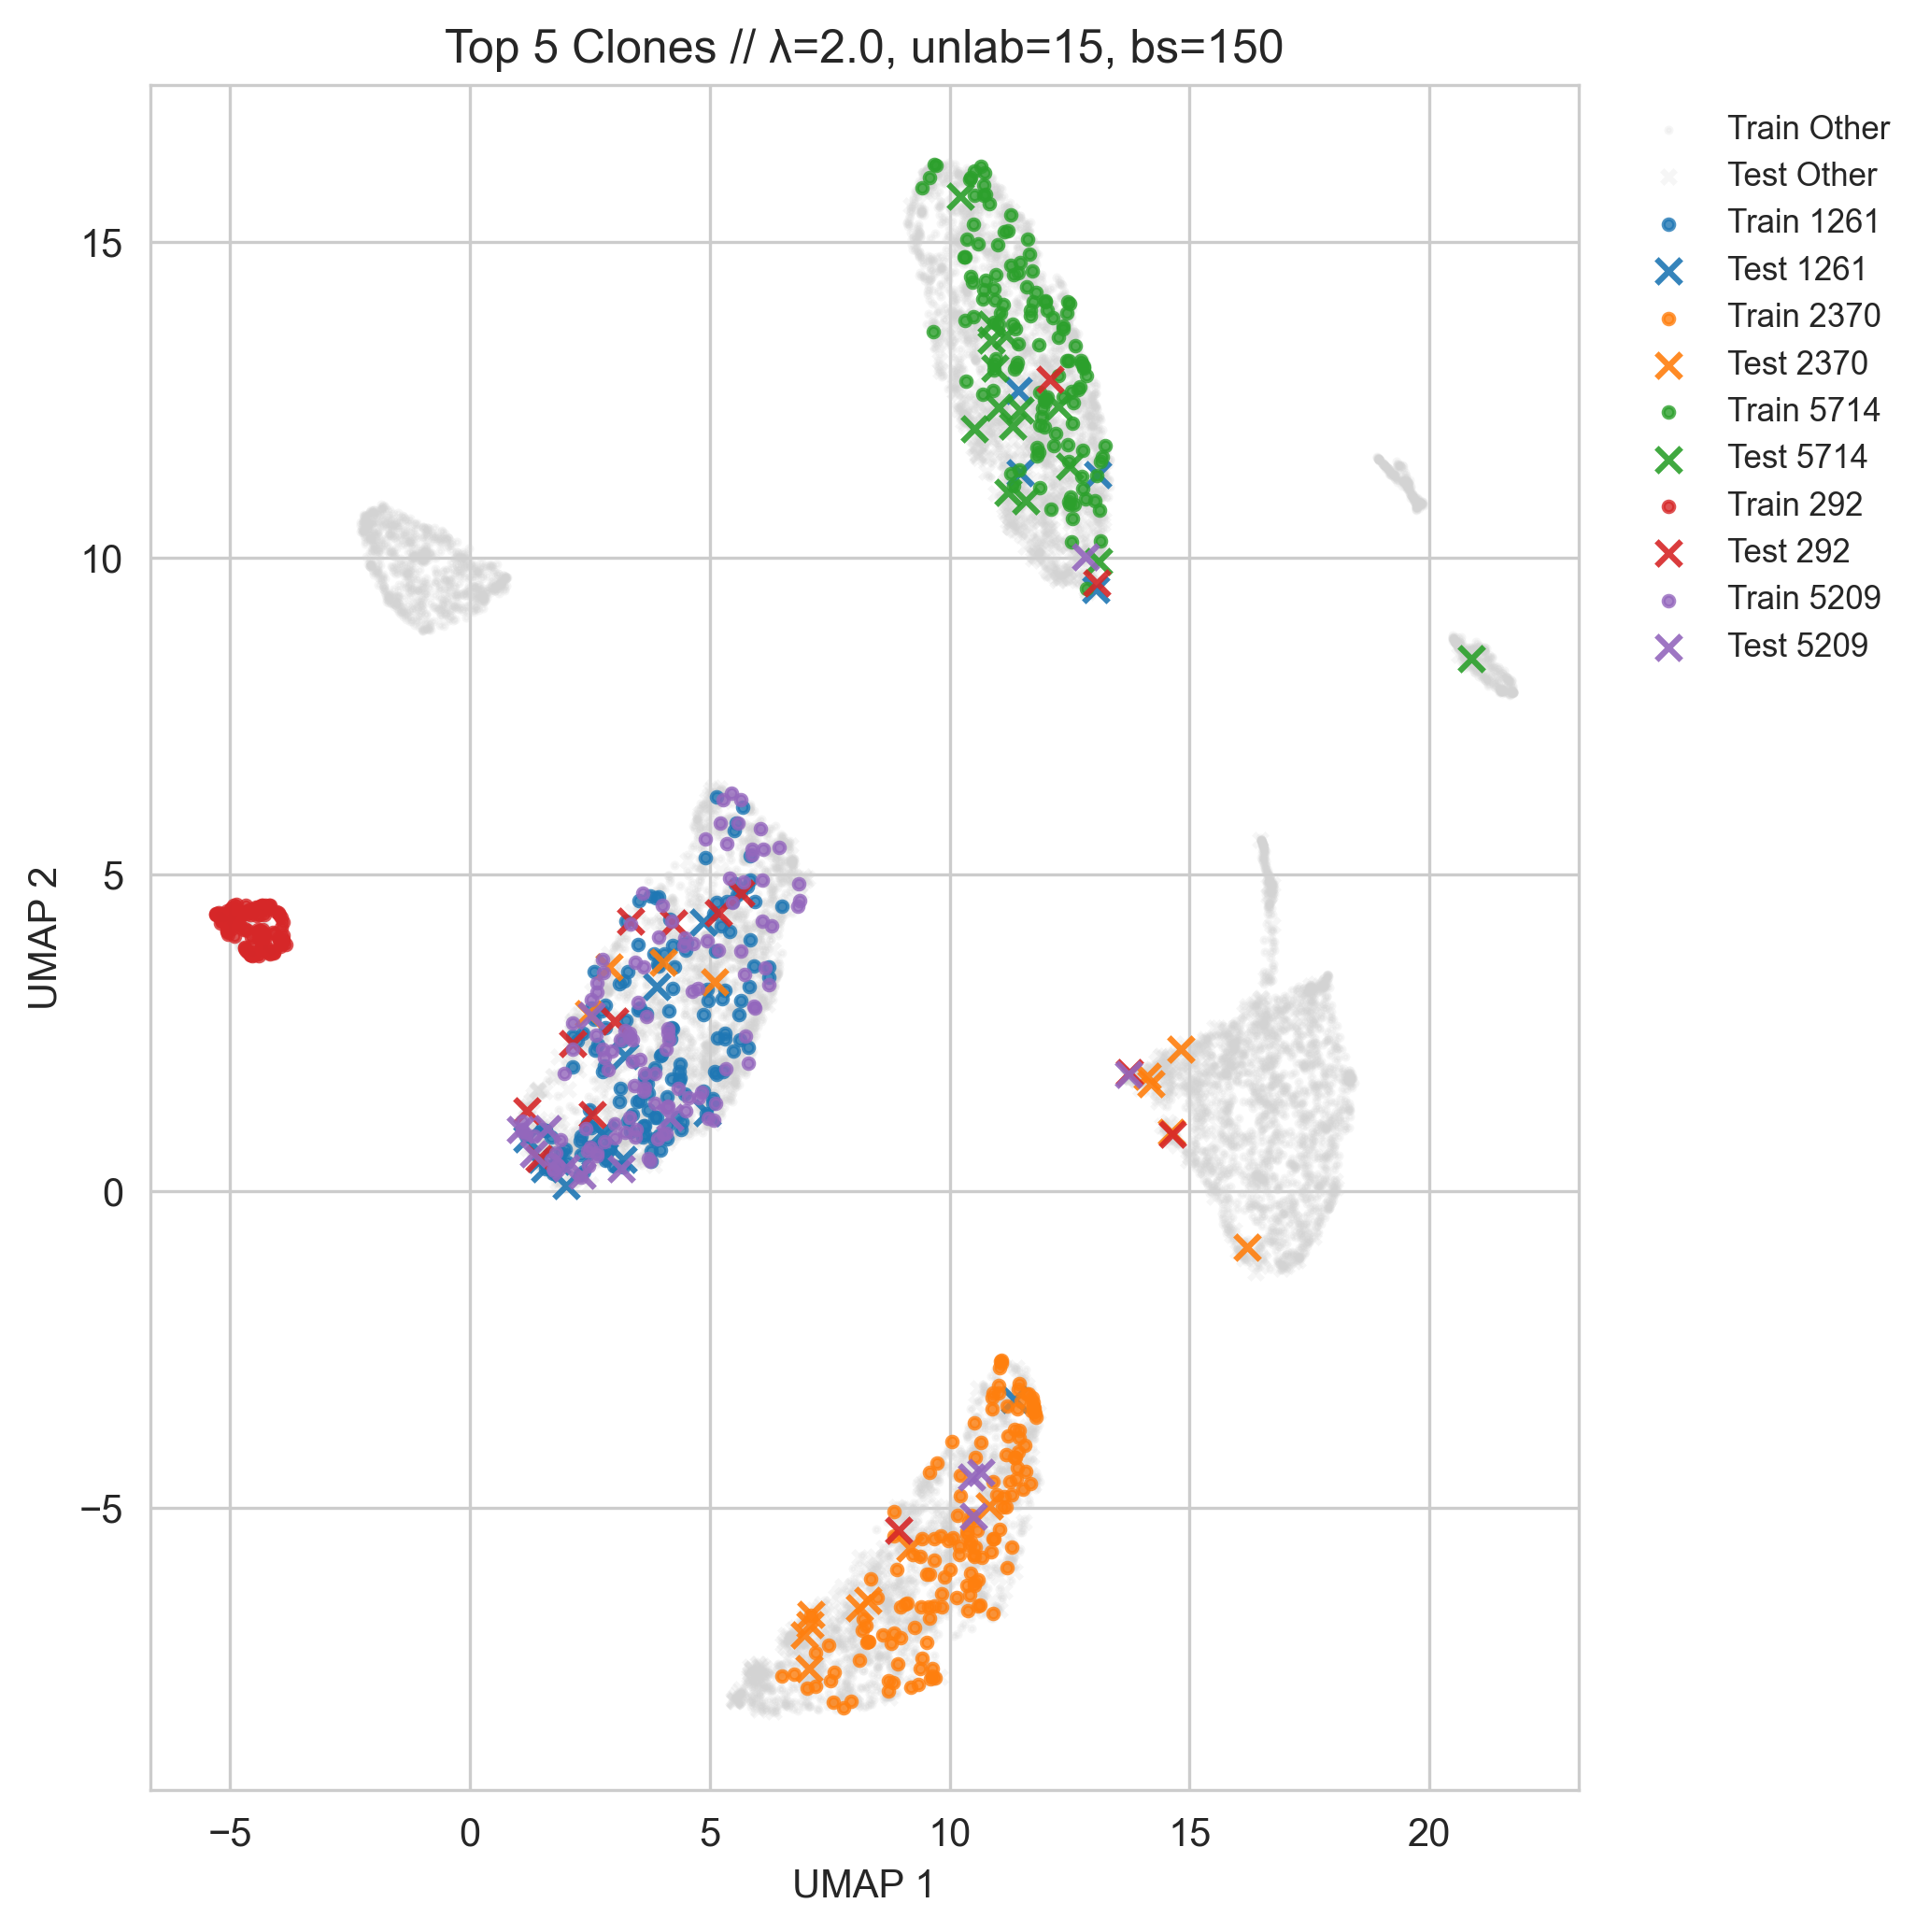 Top 5 Clones // λ=2.0, unlab=15, bs=150
Train Other
Test Other
Train 1261
Test 1261
Train 2370
Test 2370
Train 5714
Test 5714
Train 292
Test 292
Train 5209
Test 5209
15
10
5
0
−5
UMAP 2
−5
0
5
10
15
20
UMAP 1